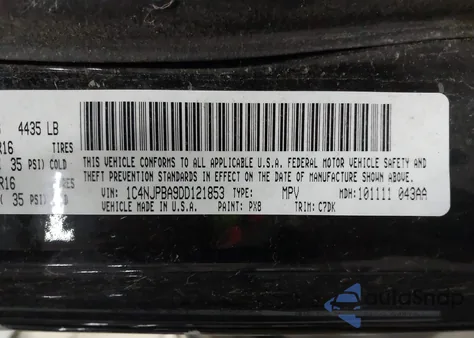 4435 LB
R16 TIRES
35 PSI) COLD
R16
( 35 PSI) COLD
THIS VEHICLE CONFORMS TO ALL APPLICABLE U.S.A. FEDERAL MOTOR VEHICLE SAFETY AND
THEFT PREVENTION STANDARDS IN EFFECT ON THE DATE OF MANUFACTURE SHOWN ABOVE.
VIN: 1C4NJPBA9DD121853 TYPE: MPV MDH: 101111 043AA
VEHICLE MADE IN U.S.A. PAINT: PX8 TRIM: C7DK
AutoSnap